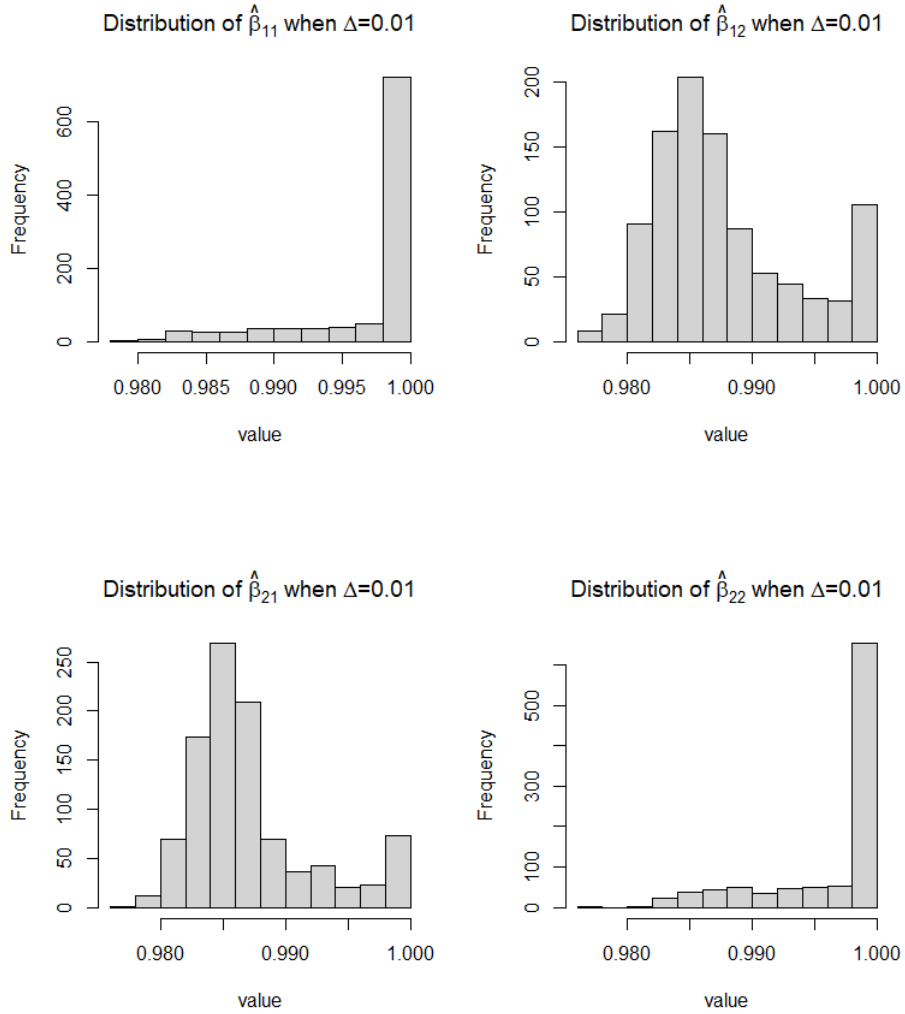 Distribution of β̂₁₁ when Δ=0.01
Frequency
0 200 400 600
0.980 0.985 0.990 0.995 1.000
value
Distribution of β̂₁₂ when Δ=0.01
Frequency
0 50 100 150 200
0.980 0.990 1.000
value
Distribution of β̂₂₁ when Δ=0.01
Frequency
0 50 100 150 200 250
0.980 0.990 1.000
value
Distribution of β̂₂₂ when Δ=0.01
Frequency
0 100 300 500
0.980 0.990 1.000
value